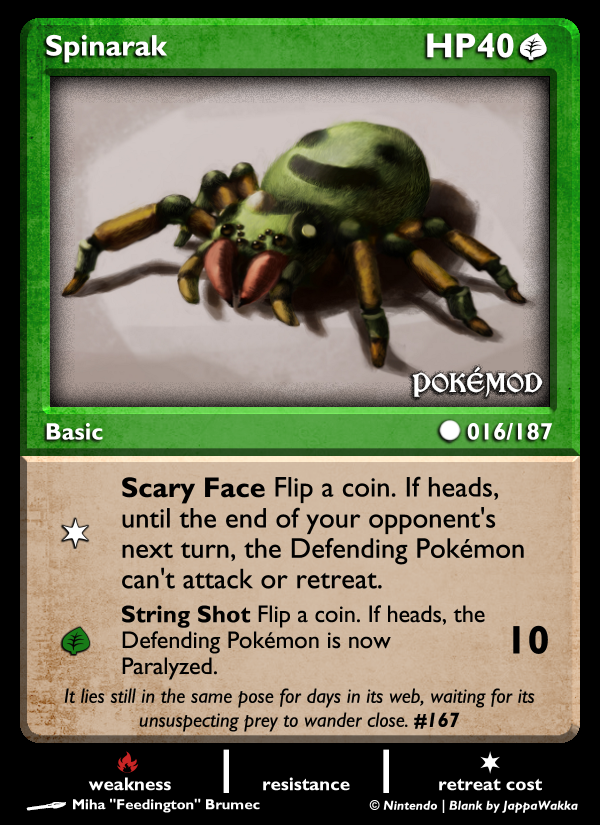 Spinarak HP40
POKÉMOD
Basic 016/187
Scary Face Flip a coin. If heads,
until the end of your opponent's
next turn, the Defending Pokémon
can't attack or retreat.
String Shot Flip a coin. If heads, the
Defending Pokémon is now
Paralyzed.
10
It lies still in the same pose for days in its web, waiting for its
unsuspecting prey to wander close. #167
weakness resistance retreat cost
Miha "Feedington" Brumec © Nintendo | Blank by JappaWakka